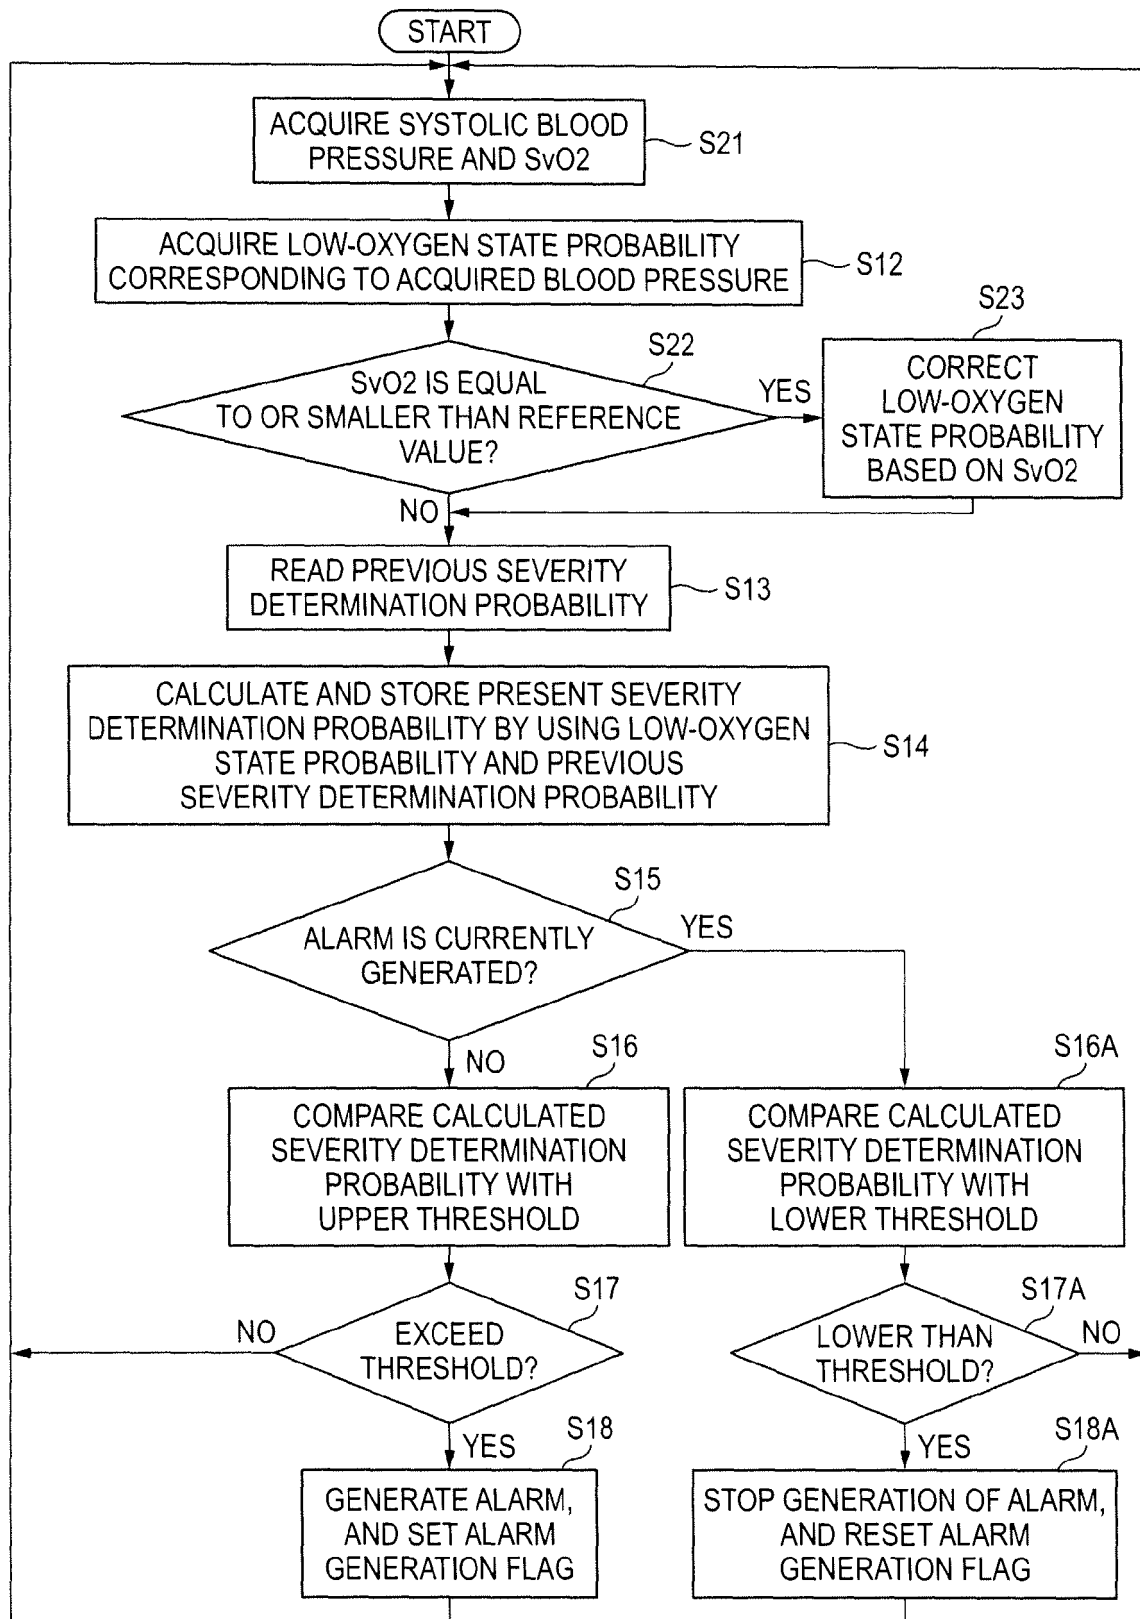 START
ACQUIRE SYSTOLIC BLOOD
PRESSURE AND SvO2
S21
ACQUIRE LOW-OXYGEN STATE PROBABILITY
CORRESPONDING TO ACQUIRED BLOOD PRESSURE
S12
S22
SvO2 IS EQUAL
TO OR SMALLER THAN REFERENCE
VALUE?
YES
S23
CORRECT
LOW-OXYGEN
STATE PROBABILITY
BASED ON SvO2
NO
READ PREVIOUS SEVERITY
DETERMINATION PROBABILITY
S13
CALCULATE AND STORE PRESENT SEVERITY
DETERMINATION PROBABILITY BY USING LOW-OXYGEN
STATE PROBABILITY AND PREVIOUS
SEVERITY DETERMINATION PROBABILITY
S14
S15
ALARM IS CURRENTLY
GENERATED?
YES
NO
S16
COMPARE CALCULATED
SEVERITY DETERMINATION
PROBABILITY WITH
UPPER THRESHOLD
S16A
COMPARE CALCULATED
SEVERITY DETERMINATION
PROBABILITY WITH
LOWER THRESHOLD
S17
NO
EXCEED
THRESHOLD?
YES
S17A
LOWER THAN
THRESHOLD?
NO
YES
S18
GENERATE ALARM,
AND SET ALARM
GENERATION FLAG
S18A
STOP GENERATION OF ALARM,
AND RESET ALARM
GENERATION FLAG